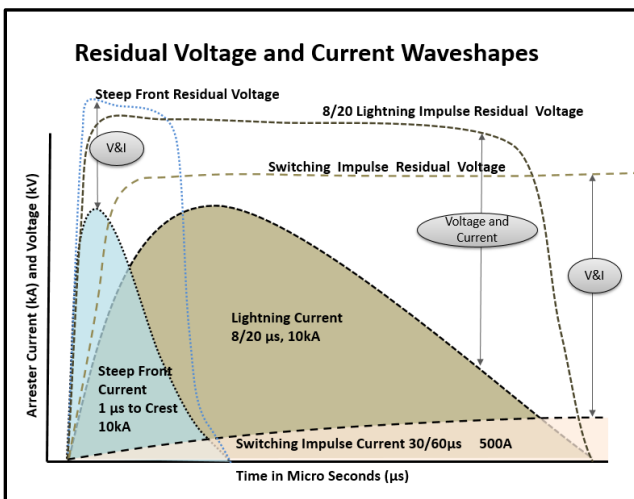 Residual Voltage and Current Waveshapes
Steep Front Residual Voltage
8/20 Lightning Impulse Residual Voltage
V&I
Switching Impulse Residual Voltage
Voltage and
Current
V&I
Arrester Current (kA) and Voltage (kV)
Lightning Current
8/20 µs, 10kA
Steep Front
Current
1 µs to Crest
10kA
Switching Impulse Current 30/60µs 500A
Time in Micro Seconds (µs)